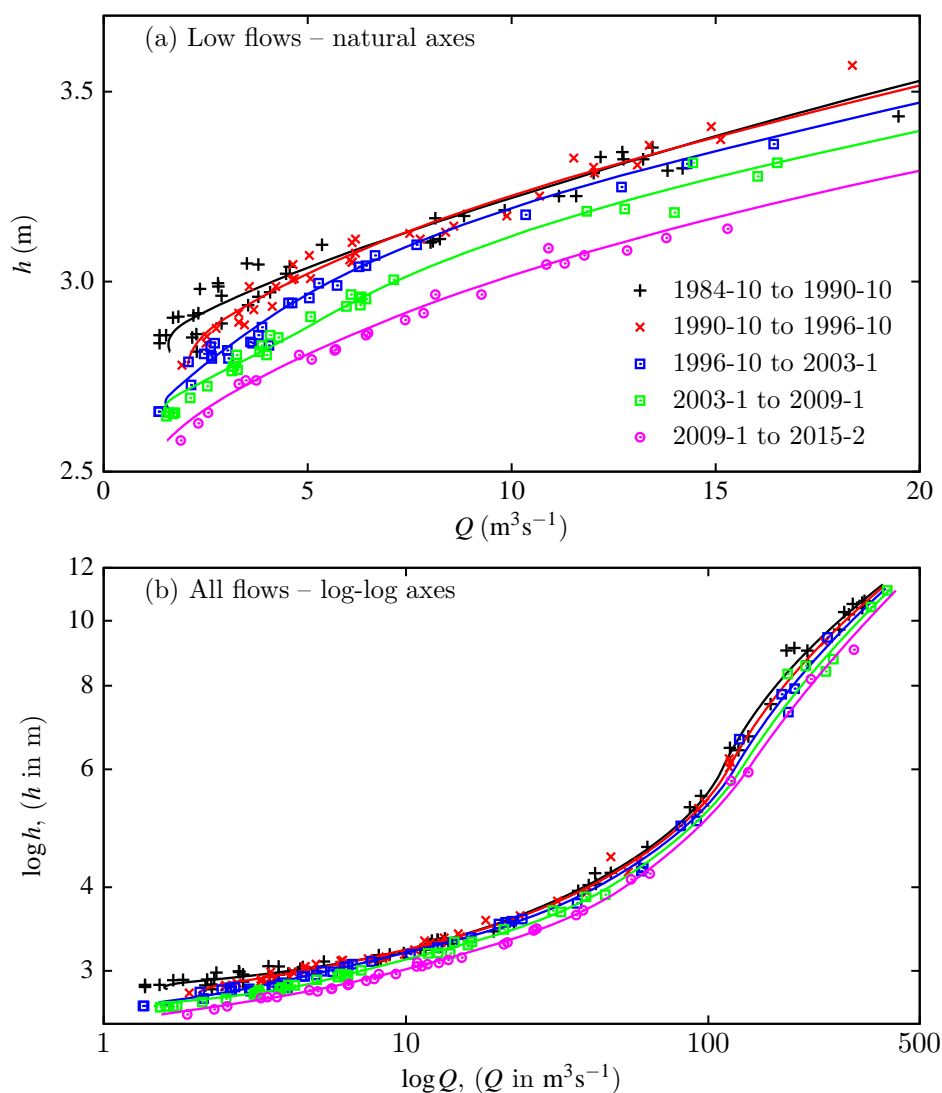 (a) Low flows – natural axes
3.5
3.0
2.5
h (m)
1984-10 to 1990-10
1990-10 to 1996-10
1996-10 to 2003-1
2003-1 to 2009-1
2009-1 to 2015-2
0 5 10 15 20
Q (m³s⁻¹)
(b) All flows – log-log axes
12
10
8
6
4
3
log h, (h in m)
1 10 100 500
log Q, (Q in m³s⁻¹)